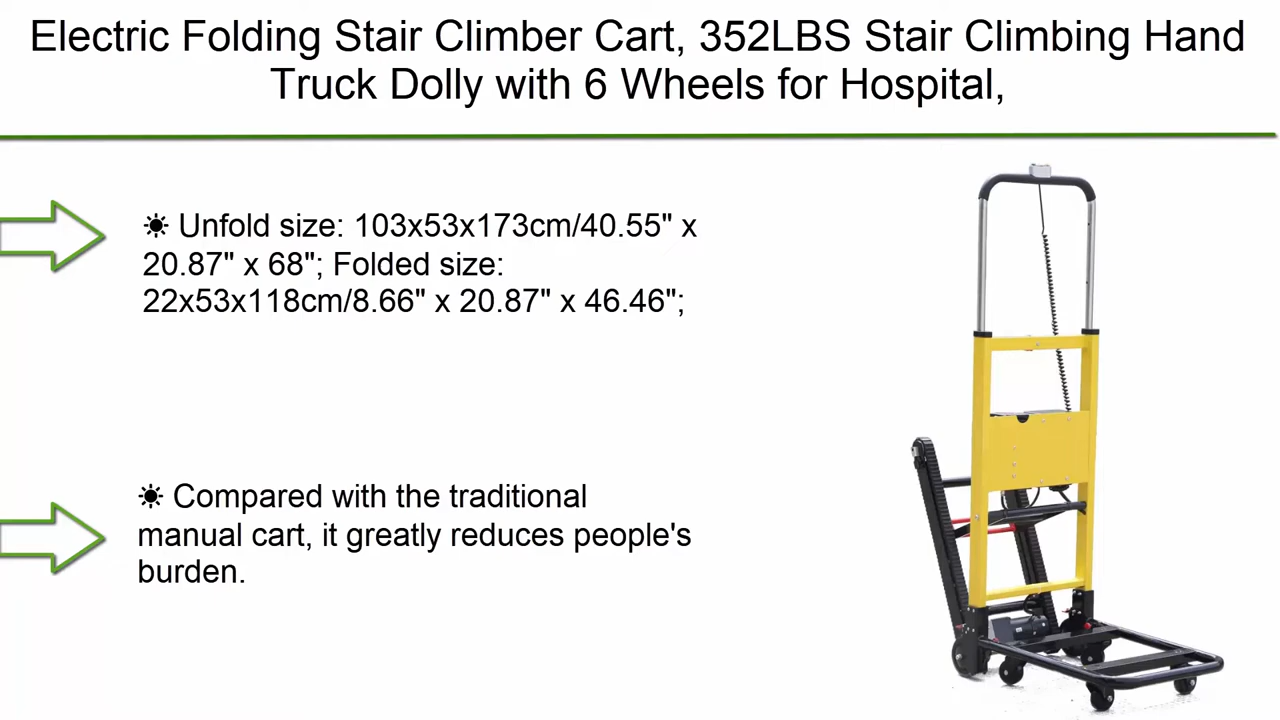 Electric Folding Stair Climber Cart, 352LBS Stair Climbing Hand
Truck Dolly with 6 Wheels for Hospital,
☀ Unfold size: 103x53x173cm/40.55" x
20.87" x 68"; Folded size:
22x53x118cm/8.66" x 20.87" x 46.46";
☀ Compared with the traditional
manual cart, it greatly reduces people's
burden.